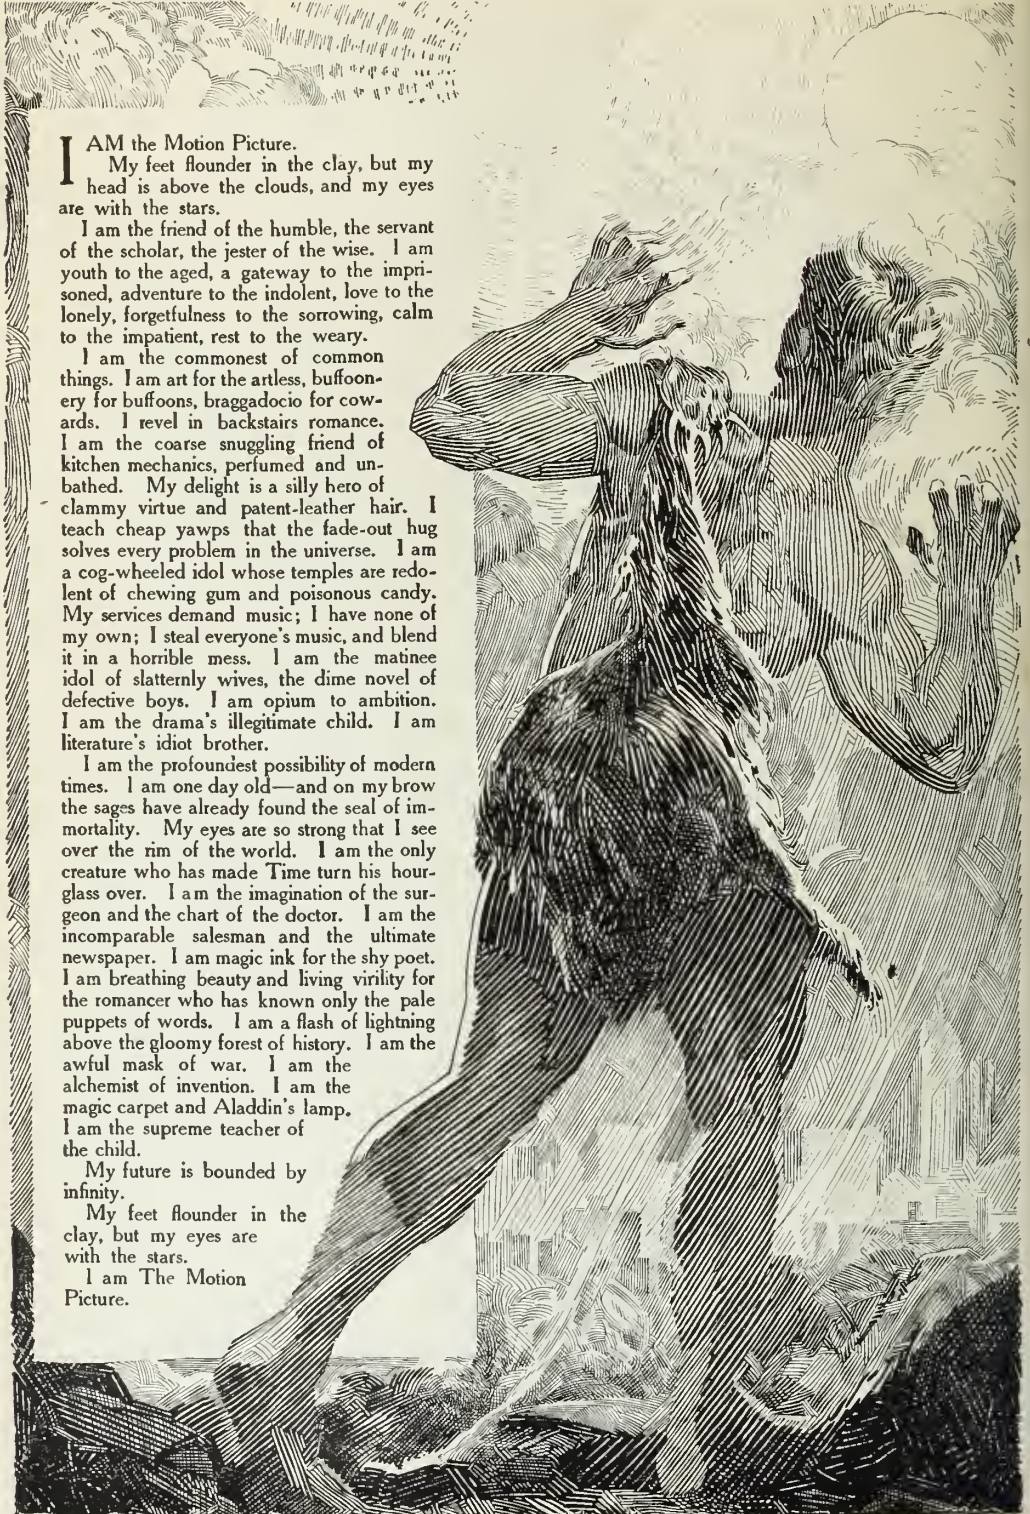 I AM the Motion Picture.
My feet flounder in the clay, but my
head is above the clouds, and my eyes
are with the stars.
I am the friend of the humble, the servant
of the scholar, the jester of the wise. I am
youth to the aged, a gateway to the impri-
soned, adventure to the indolent, love to the
lonely, forgetfulness to the sorrowing, calm
to the impatient, rest to the weary.
I am the commonest of common
things. I am art for the artless, buffoon-
ery for buffoons, braggadocio for cow-
ards. I revel in backstairs romance.
I am the coarse snuggling friend of
kitchen mechanics, perfumed and un-
bathed. My delight is a silly hero of
clammy virtue and patent-leather hair. I
teach cheap yawps that the fade-out hug
solves every problem in the universe. I am
a cog-wheeled idol whose temples are redo-
lent of chewing gum and poisonous candy.
My services demand music; I have none of
my own; I steal everyone's music, and blend
it in a horrible mess. I am the matinee
idol of slatternly wives, the dime novel of
defective boys. I am opium to ambition.
I am the drama's illegitimate child. I am
literature's idiot brother.
I am the profoundest possibility of modern
times. I am one day old—and on my brow
the sages have already found the seal of im-
mortality. My eyes are so strong that I see
over the rim of the world. I am the only
creature who has made Time turn his hour-
glass over. I am the imagination of the sur-
geon and the chart of the doctor. I am the
incomparable salesman and the ultimate
newspaper. I am magic ink for the shy poet.
I am breathing beauty and living virility for
the romancer who has known only the pale
puppets of words. I am a flash of lightning
above the gloomy forest of history. I am the
awful mask of war. I am the
alchemist of invention. I am the
magic carpet and Aladdin's lamp.
I am the supreme teacher of
the child.
My future is bounded by
infinity.
My feet flounder in the
clay, but my eyes are
with the stars.
I am The Motion
Picture.